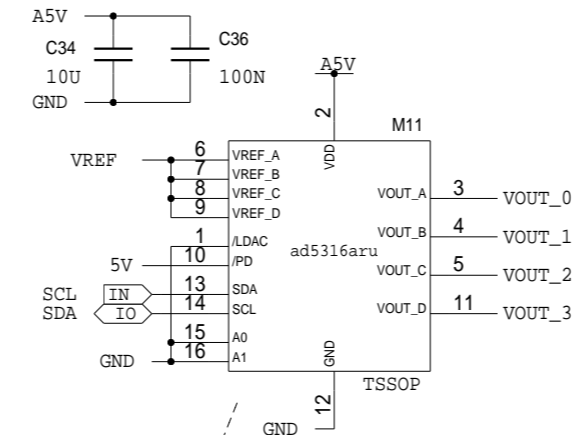 A5V
C34
C36
10U
100N
GND
A5V
2
M11
VDD
VREF
6 VREF_A
7 VREF_B
8 VREF_C
9 VREF_D
VOUT_A 3 VOUT_0
VOUT_B 4 VOUT_1
VOUT_C 5 VOUT_2
VOUT_D 11 VOUT_3
1 /LDAC
ad5316aru
5V 10 /PD
SCL IN 13 SDA
SDA IO 14 SCL
15 A0
GND 16 A1
GND
TSSOP
12
GND